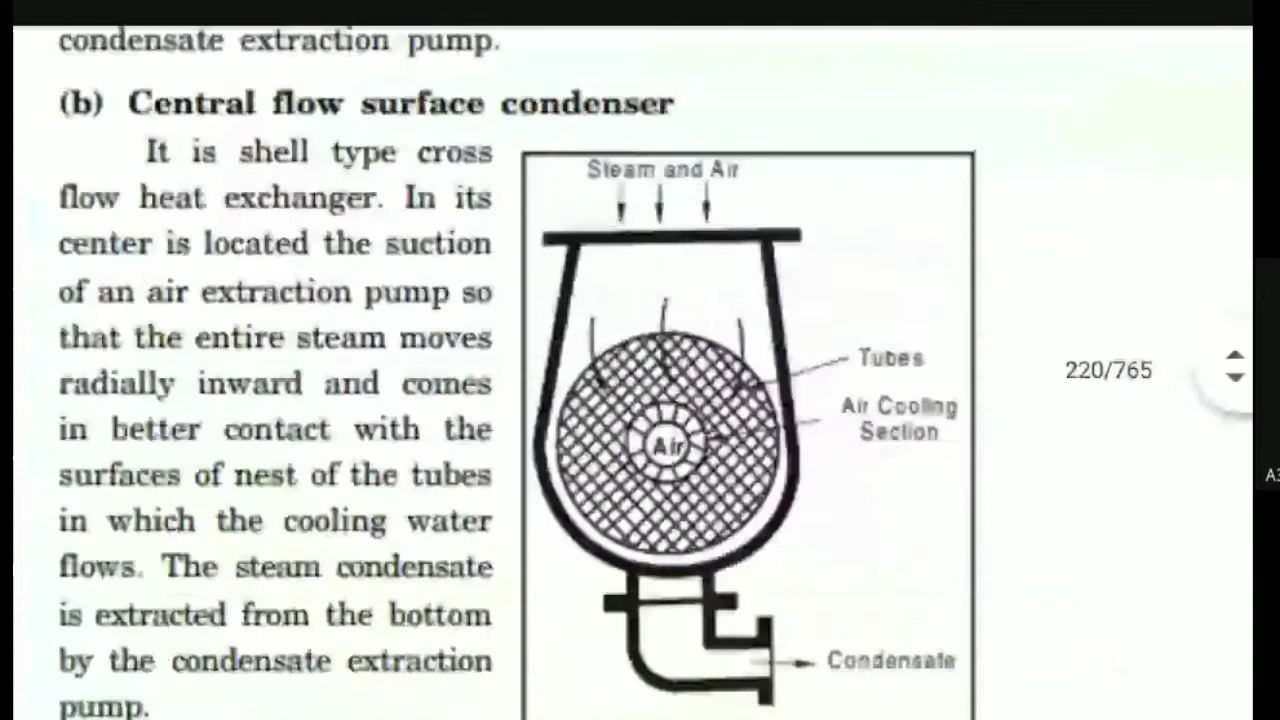 condensate extraction pump.
(b) Central flow surface condenser
It is shell type cross
flow heat exchanger. In its
center is located the suction
of an air extraction pump so
that the entire steam moves
radially inward and comes
in better contact with the
surfaces of nest of the tubes
in which the cooling water
flows. The steam condensate
is extracted from the bottom
by the condensate extraction
pump.
Steam and Air
Tubes
Air Cooling
Section
Air
Condensate
220/765